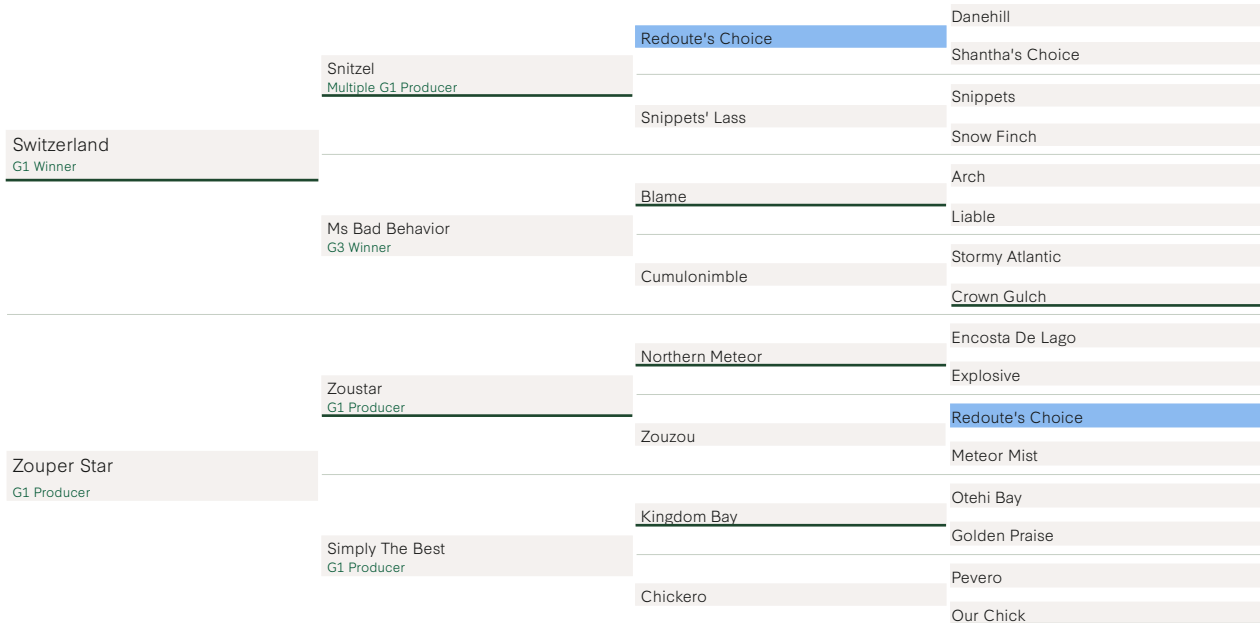 Switzerland
G1 Winner
Zouper Star
G1 Producer
Snitzel
Multiple G1 Producer
Ms Bad Behavior
G3 Winner
Zoustar
G1 Producer
Simply The Best
G1 Producer
Redoute's Choice
Snippets' Lass
Blame
Cumulonimble
Northern Meteor
Zouzou
Kingdom Bay
Chickero
Danehill
Shantha's Choice
Snippets
Snow Finch
Arch
Liable
Stormy Atlantic
Crown Gulch
Encosta De Lago
Explosive
Redoute's Choice
Meteor Mist
Otehi Bay
Golden Praise
Pevero
Our Chick